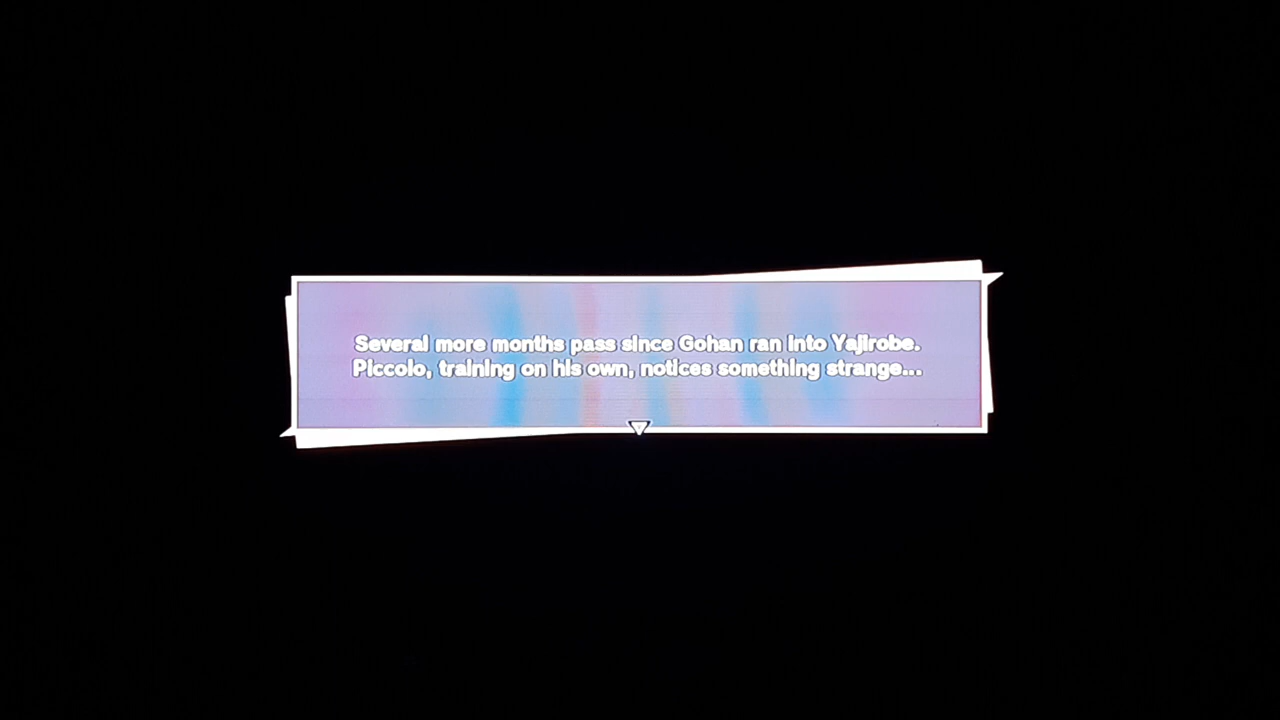 Several more months pass since Gohan ran into Yajirobe.
Piccolo, training on his own, notices something strange...